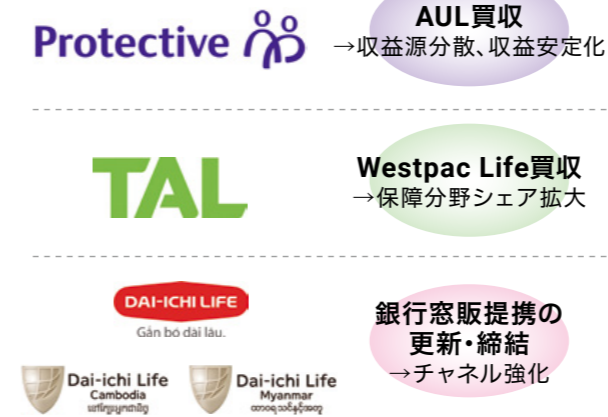 Protective
AUL買収
→収益源分散、収益安定化
TAL
Westpac Life買収
→保障分野シェア拡大
DAI-ICHI LIFE
Gắn bó dài lâu.
Dai-ichi Life
Cambodia
Dai-ichi Life
Myanmar
銀行窓販提携の
更新・締結
→チャネル強化